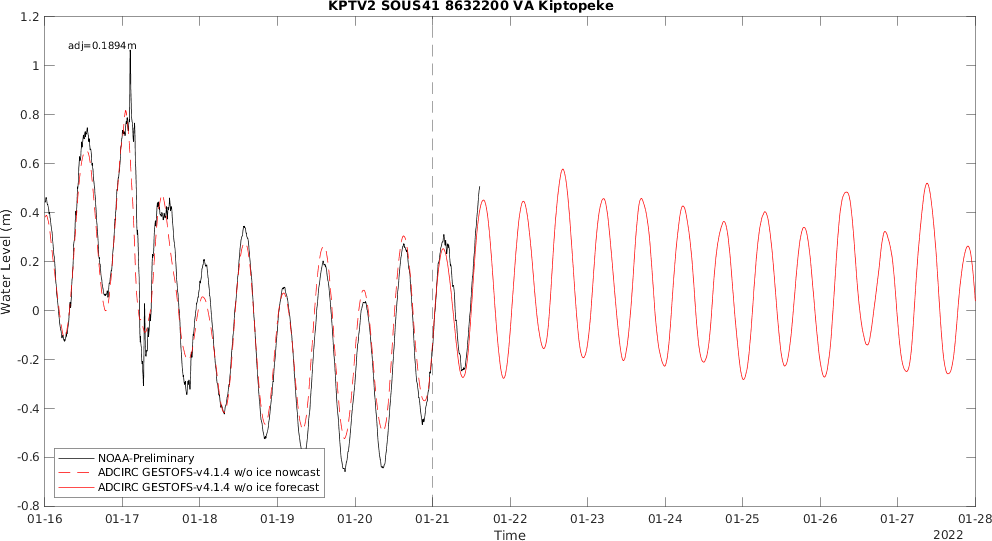 KPTV2 SOUS41 8632200 VA Kiptopeke
adj=0.1894m
Water Level (m)
1.2
1
0.8
0.6
0.4
0.2
0
-0.2
-0.4
-0.6
-0.8
NOAA-Preliminary
ADCIRC GESTOFS-v4.1.4 w/o ice nowcast
ADCIRC GESTOFS-v4.1.4 w/o ice forecast
01-16 01-17 01-18 01-19 01-20 01-21 01-22 01-23 01-24 01-25 01-26 01-27 01-28
Time
2022